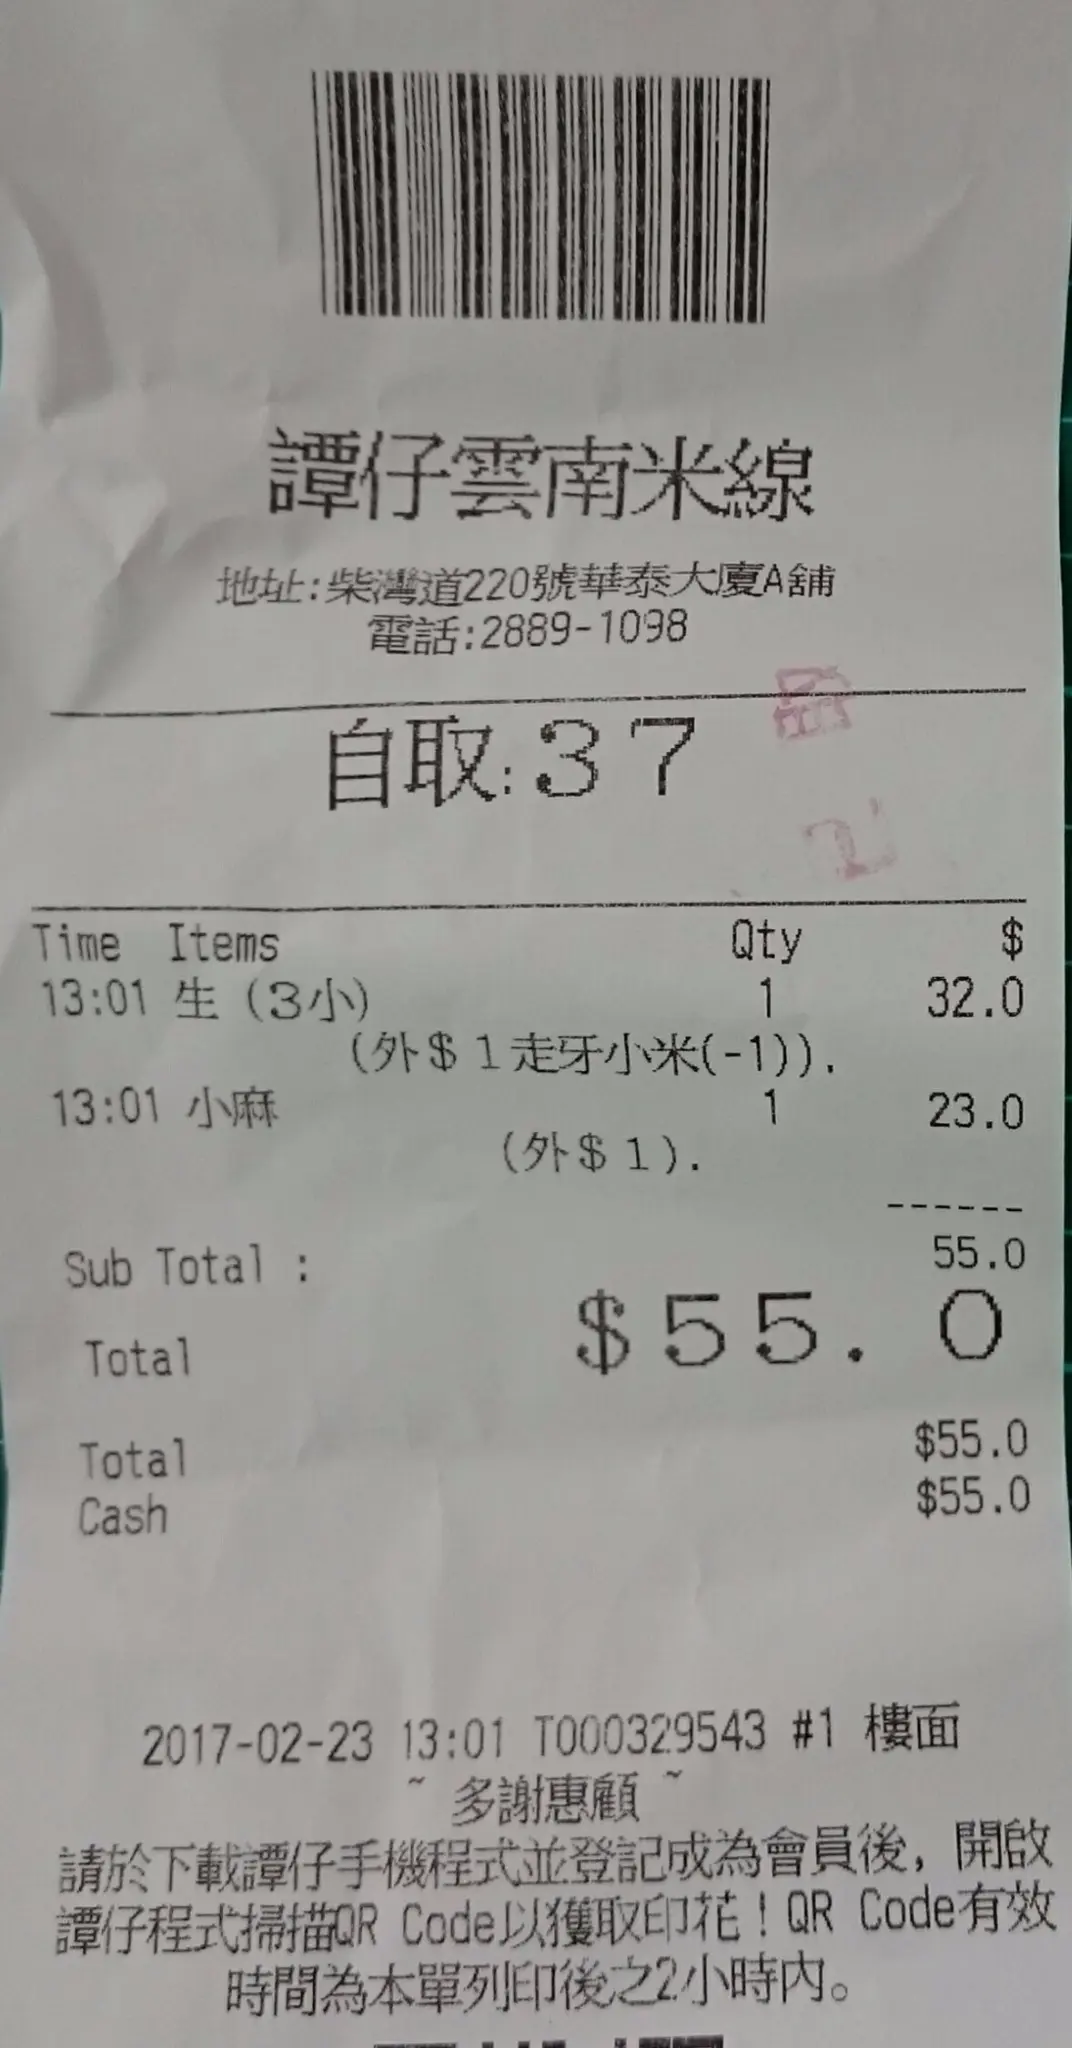 譚仔雲南米線
地址:柴灣道220號華泰大廈A舖
電話:2889-1098
自取:37
Time Items Qty $
13:01 生(3小) 1 32.0
(外$1走牙小米(-1)).
13:01 小麻 1 23.0
(外$1).
------
Sub Total : 55.0
Total $55.0
Total $55.0
Cash $55.0
2017-02-23 13:01 T000329543 #1 樓面
~ 多謝惠顧 ~
請於下載譚仔手機程式並登記成為會員後, 開啟
譚仔程式掃描QR Code以獲取印花！QR Code有效
時間為本單列印後之2小時內。